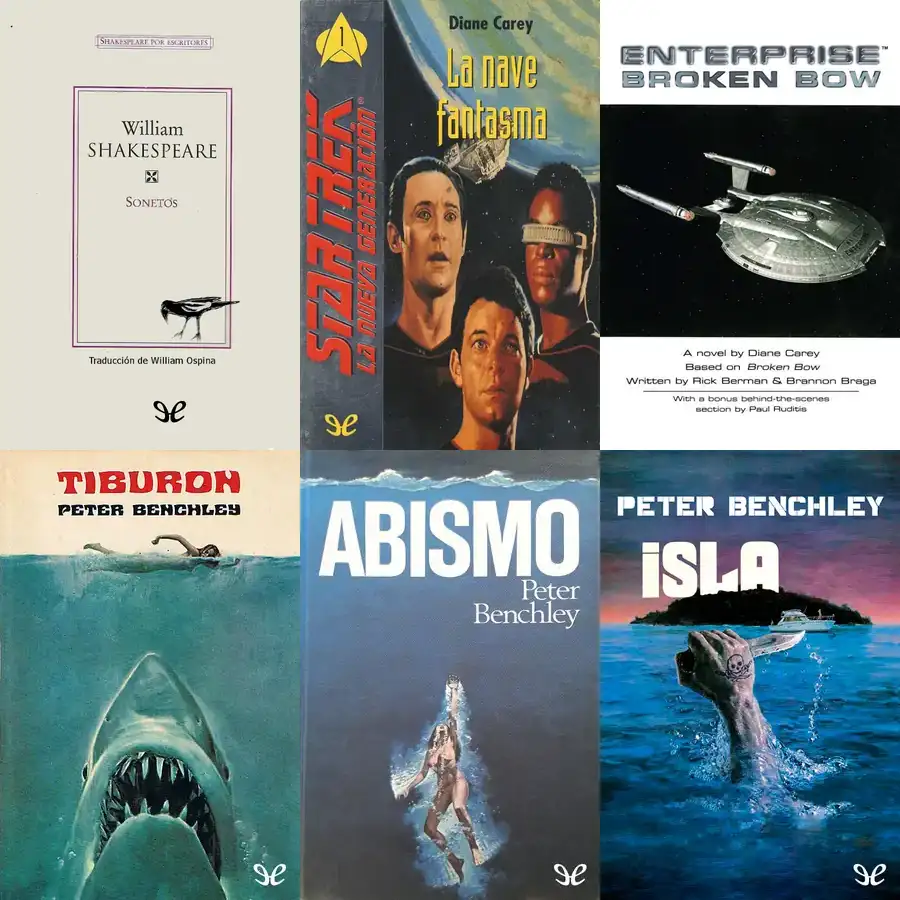 SHAKESPEARE POR ESCRITORES
William
SHAKESPEARE
SONETOS
Traducción de William Ospina
1
STAR TREK
LA NUEVA GENERACIÓN™
Diane Carey
La nave
fantasma
ENTERPRISE™
BROKEN BOW
A novel by Diane Carey
Based on Broken Bow
Written by Rick Berman & Brannon Braga
With a bonus behind-the-scenes
section by Paul Ruditis
TIBURON
PETER BENCHLEY
ABISMO
Peter
Benchley
PETER BENCHLEY
iSLA